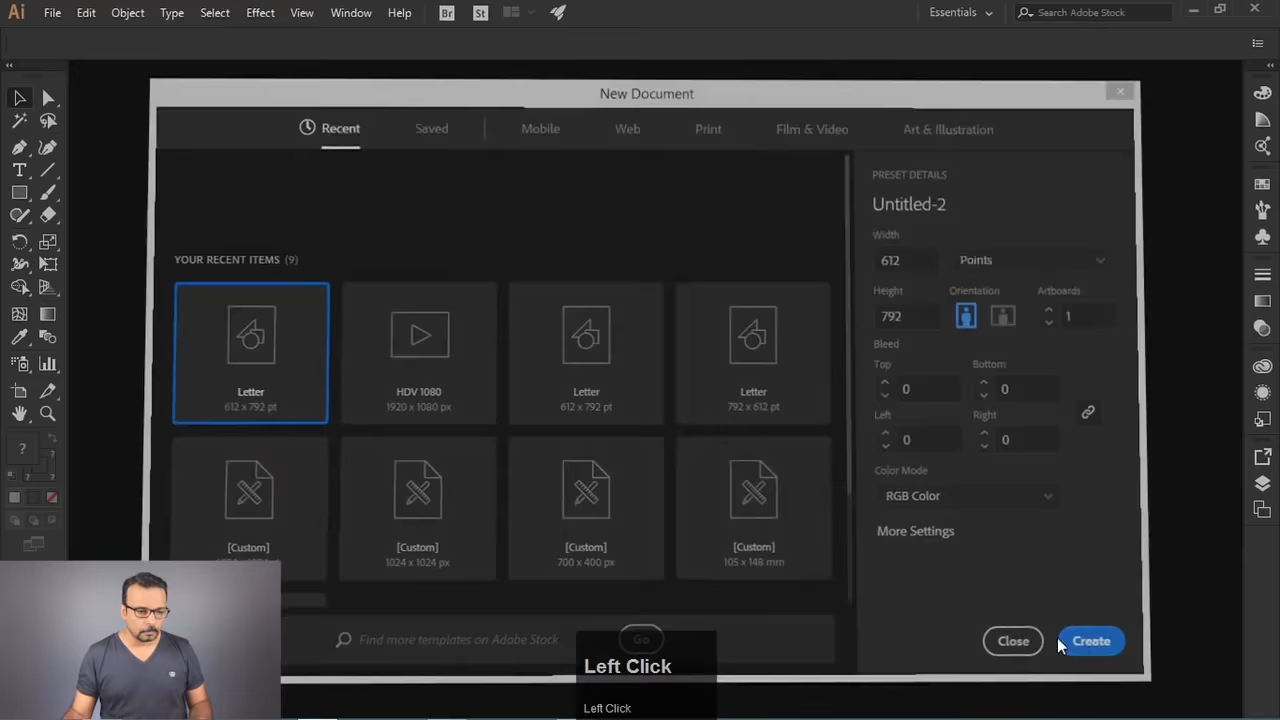 Ai File Edit Object Type Select Effect View Window Help Br St Essentials Search Adobe Stock
New Document
Recent Saved Mobile Web Print Film & Video Art & Illustration
PRESET DETAILS
Untitled-2
Width
612 Points
Height Orientation Artboards
792 1
Bleed
Top Bottom
0 0
Left Right
0 0
Color Mode
RGB Color
More Settings
YOUR RECENT ITEMS (9)
Letter HDV 1080 Letter Letter
612 x 792 pt 1920 x 1080 px 612 x 792 pt 792 x 612 pt
[Custom] [Custom] [Custom] [Custom]
1024 x 1024 px 700 x 400 px 105 x 148 mm
Find more templates on Adobe Stock Go
Close Create
Left Click
Left Click